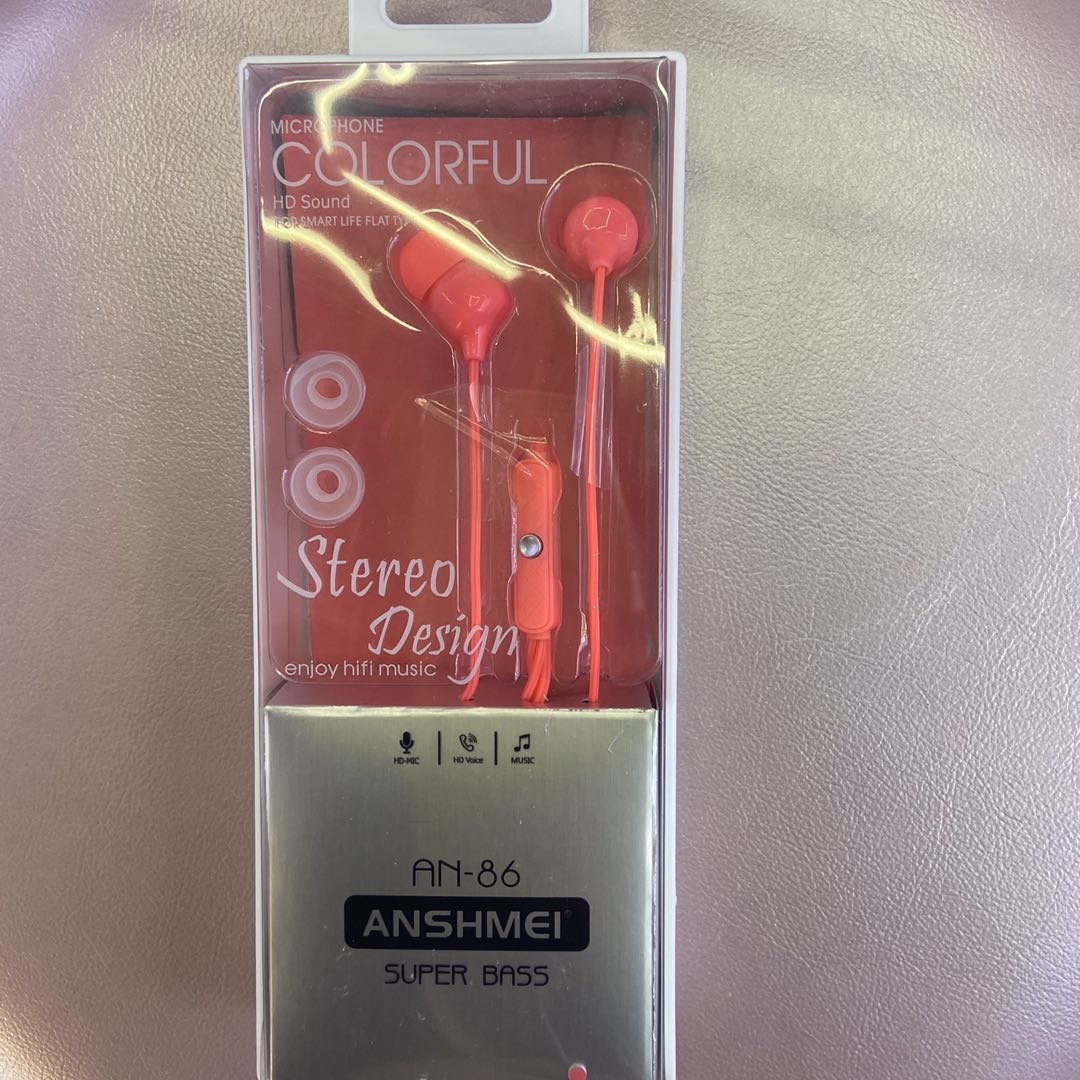 MICROPHONE
COLORFUL
HD Sound
FOR SMART LIFE FLAT
Stereo
Design
enjoy hifi music
HD-MIC
HD Voice
MUSIC
AN-86
ANSHMEI®
SUPER BASS